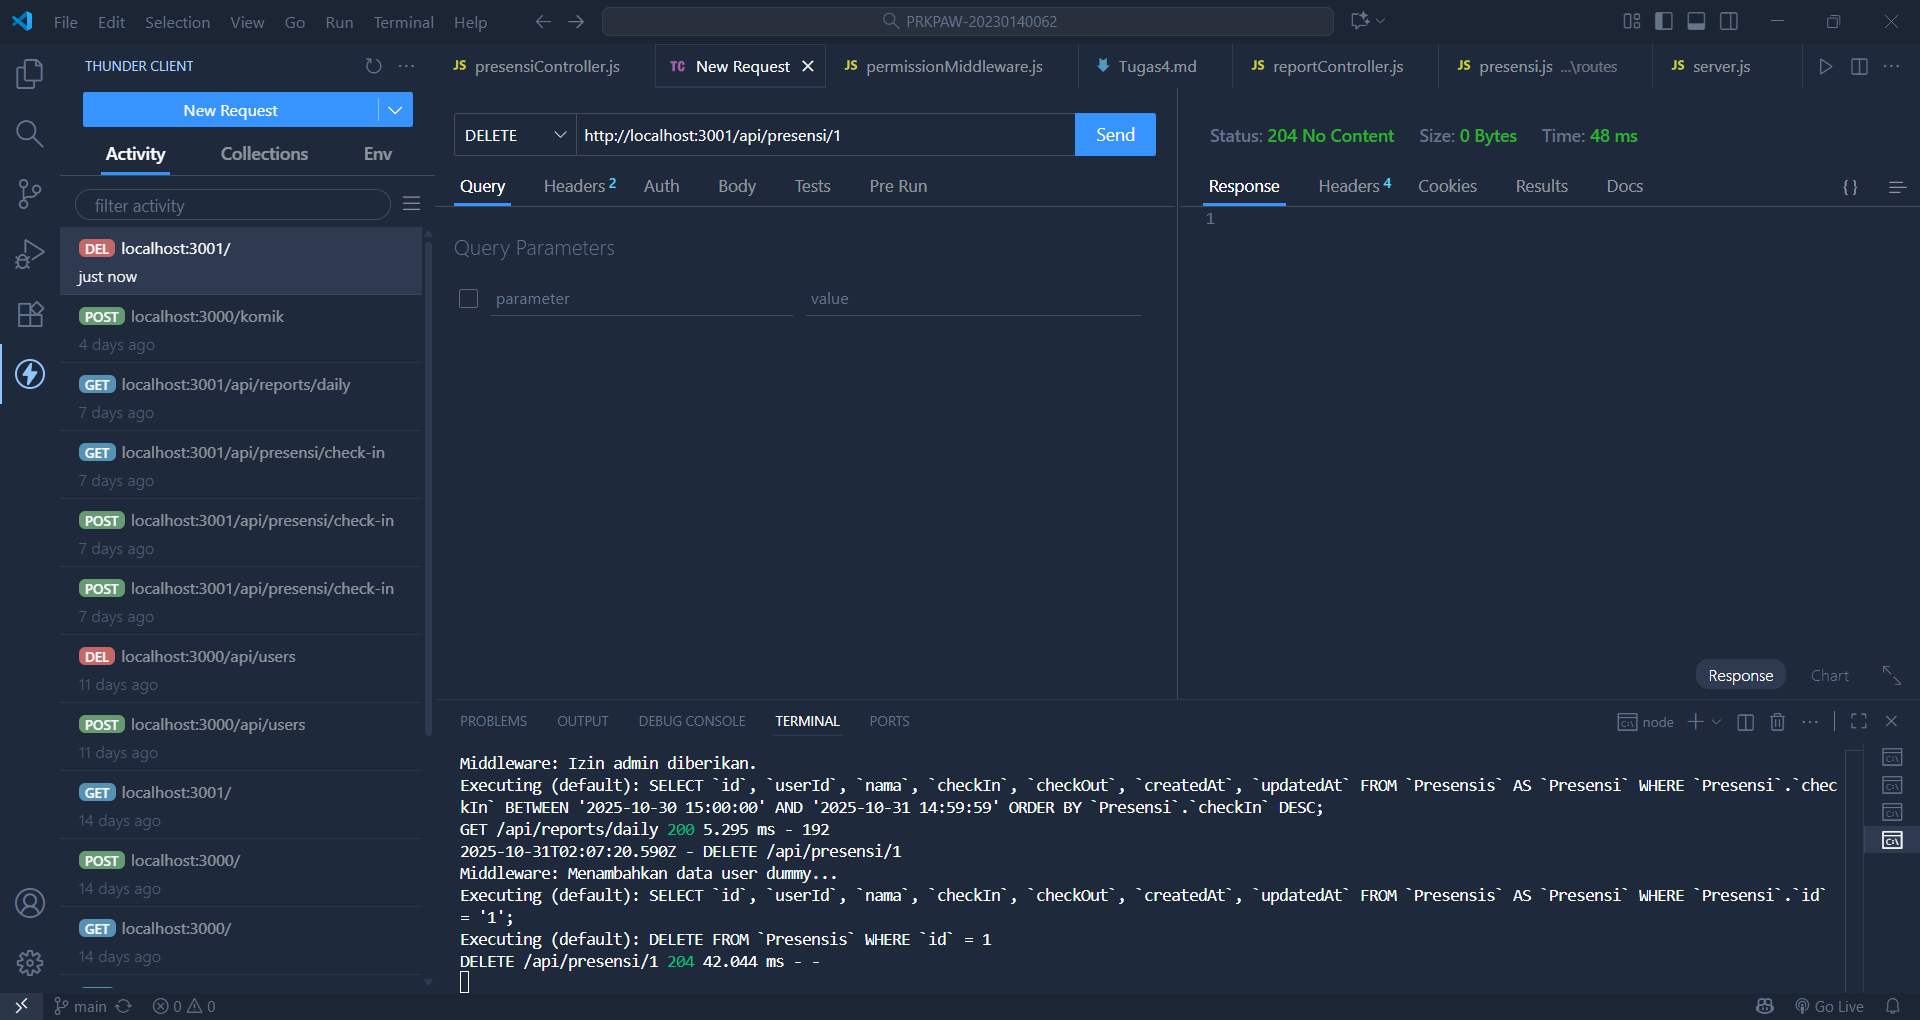 File Edit Selection View Go Run Terminal Help
PRKPAW-20230140062
THUNDER CLIENT
New Request
Activity Collections Env
filter activity
DEL localhost:3001/
just now
POST localhost:3000/komik
4 days ago
GET localhost:3001/api/reports/daily
7 days ago
GET localhost:3001/api/presensi/check-in
7 days ago
POST localhost:3001/api/presensi/check-in
7 days ago
POST localhost:3001/api/presensi/check-in
7 days ago
DEL localhost:3000/api/users
11 days ago
POST localhost:3000/api/users
11 days ago
GET localhost:3001/
14 days ago
POST localhost:3000/
14 days ago
GET localhost:3000/
14 days ago
JS presensiController.js TC New Request JS permissionMiddleware.js Tugas4.md JS reportController.js JS presensi.js ...\routes JS server.js
DELETE http://localhost:3001/api/presensi/1 Send
Query Headers 2 Auth Body Tests Pre Run
Query Parameters
parameter value
Status: 204 No Content Size: 0 Bytes Time: 48 ms
Response Headers 4 Cookies Results Docs {}
1
Response Chart
PROBLEMS OUTPUT DEBUG CONSOLE TERMINAL PORTS
node
Middleware: Izin admin diberikan.
Executing (default): SELECT `id`, `userId`, `nama`, `checkIn`, `checkOut`, `createdAt`, `updatedAt` FROM `Presensis` AS `Presensi` WHERE `Presensi`.`chec
kIn` BETWEEN '2025-10-30 15:00:00' AND '2025-10-31 14:59:59' ORDER BY `Presensi`.`checkIn` DESC;
GET /api/reports/daily 200 5.295 ms - 192
2025-10-31T02:07:20.590Z - DELETE /api/presensi/1
Middleware: Menambahkan data user dummy...
Executing (default): SELECT `id`, `userId`, `nama`, `checkIn`, `checkOut`, `createdAt`, `updatedAt` FROM `Presensis` AS `Presensi` WHERE `Presensi`.`id`
= '1';
Executing (default): DELETE FROM `Presensis` WHERE `id` = 1
DELETE /api/presensi/1 204 42.044 ms - -
main 0 0
Go Live